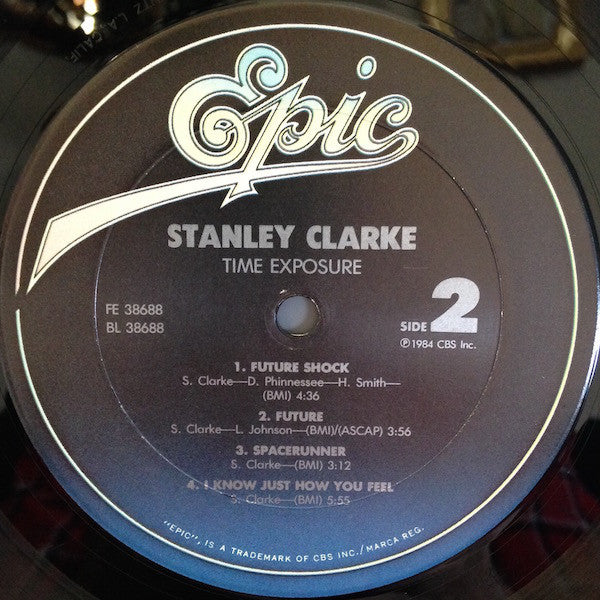 Epic
STANLEY CLARKE
TIME EXPOSURE
FE 38688
BL 38688
SIDE 2
Ⓟ1984 CBS Inc.
1. FUTURE SHOCK
S. Clarke—D. Phinnessee—H. Smith—
(BMI) 4:36
2. FUTURE
S. Clarke—L. Johnson—(BMI)/(ASCAP) 3:56
3. SPACERUNNER
S. Clarke—(BMI) 3:12
4. I KNOW JUST HOW YOU FEEL
S. Clarke—(BMI) 5:55
"EPIC", IS A TRADEMARK OF CBS INC./MARCA REG.